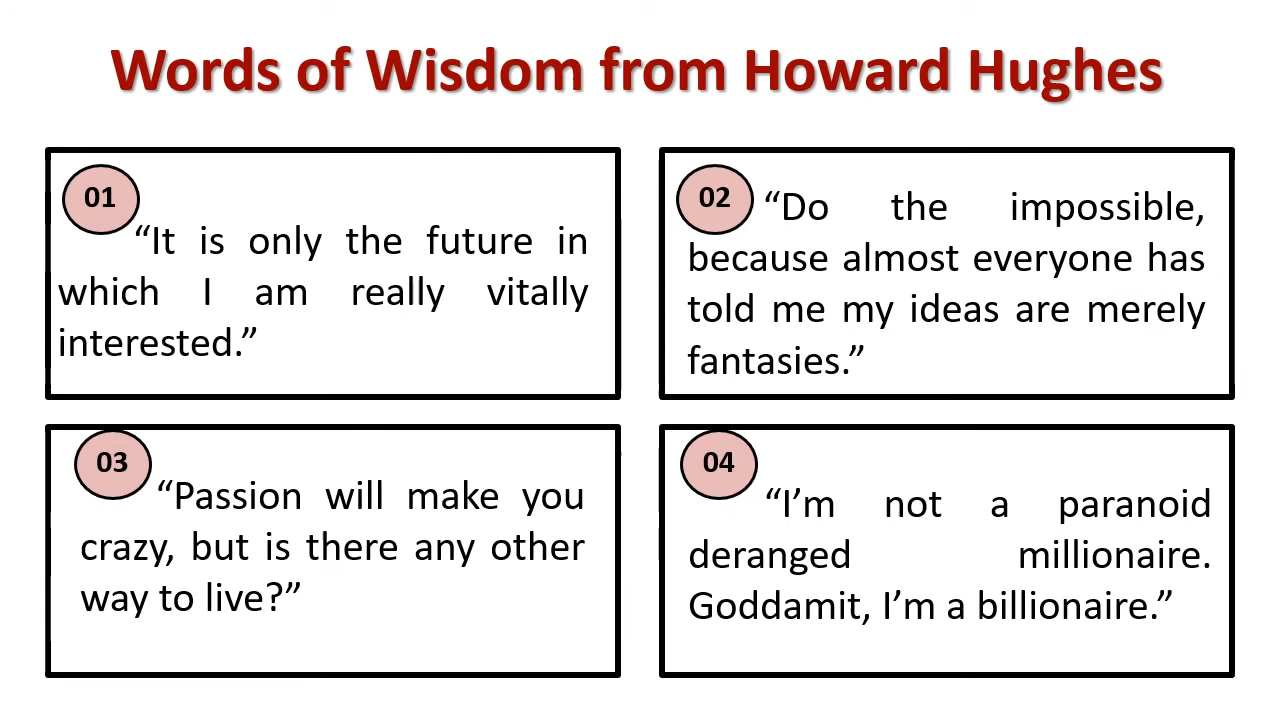 Words of Wisdom from Howard Hughes
01
“It is only the future in
which I am really vitally
interested.”
02
“Do the impossible,
because almost everyone has
told me my ideas are merely
fantasies.”
03
“Passion will make you
crazy, but is there any other
way to live?”
04
“I’m not a paranoid
deranged millionaire.
Goddamit, I’m a billionaire.”